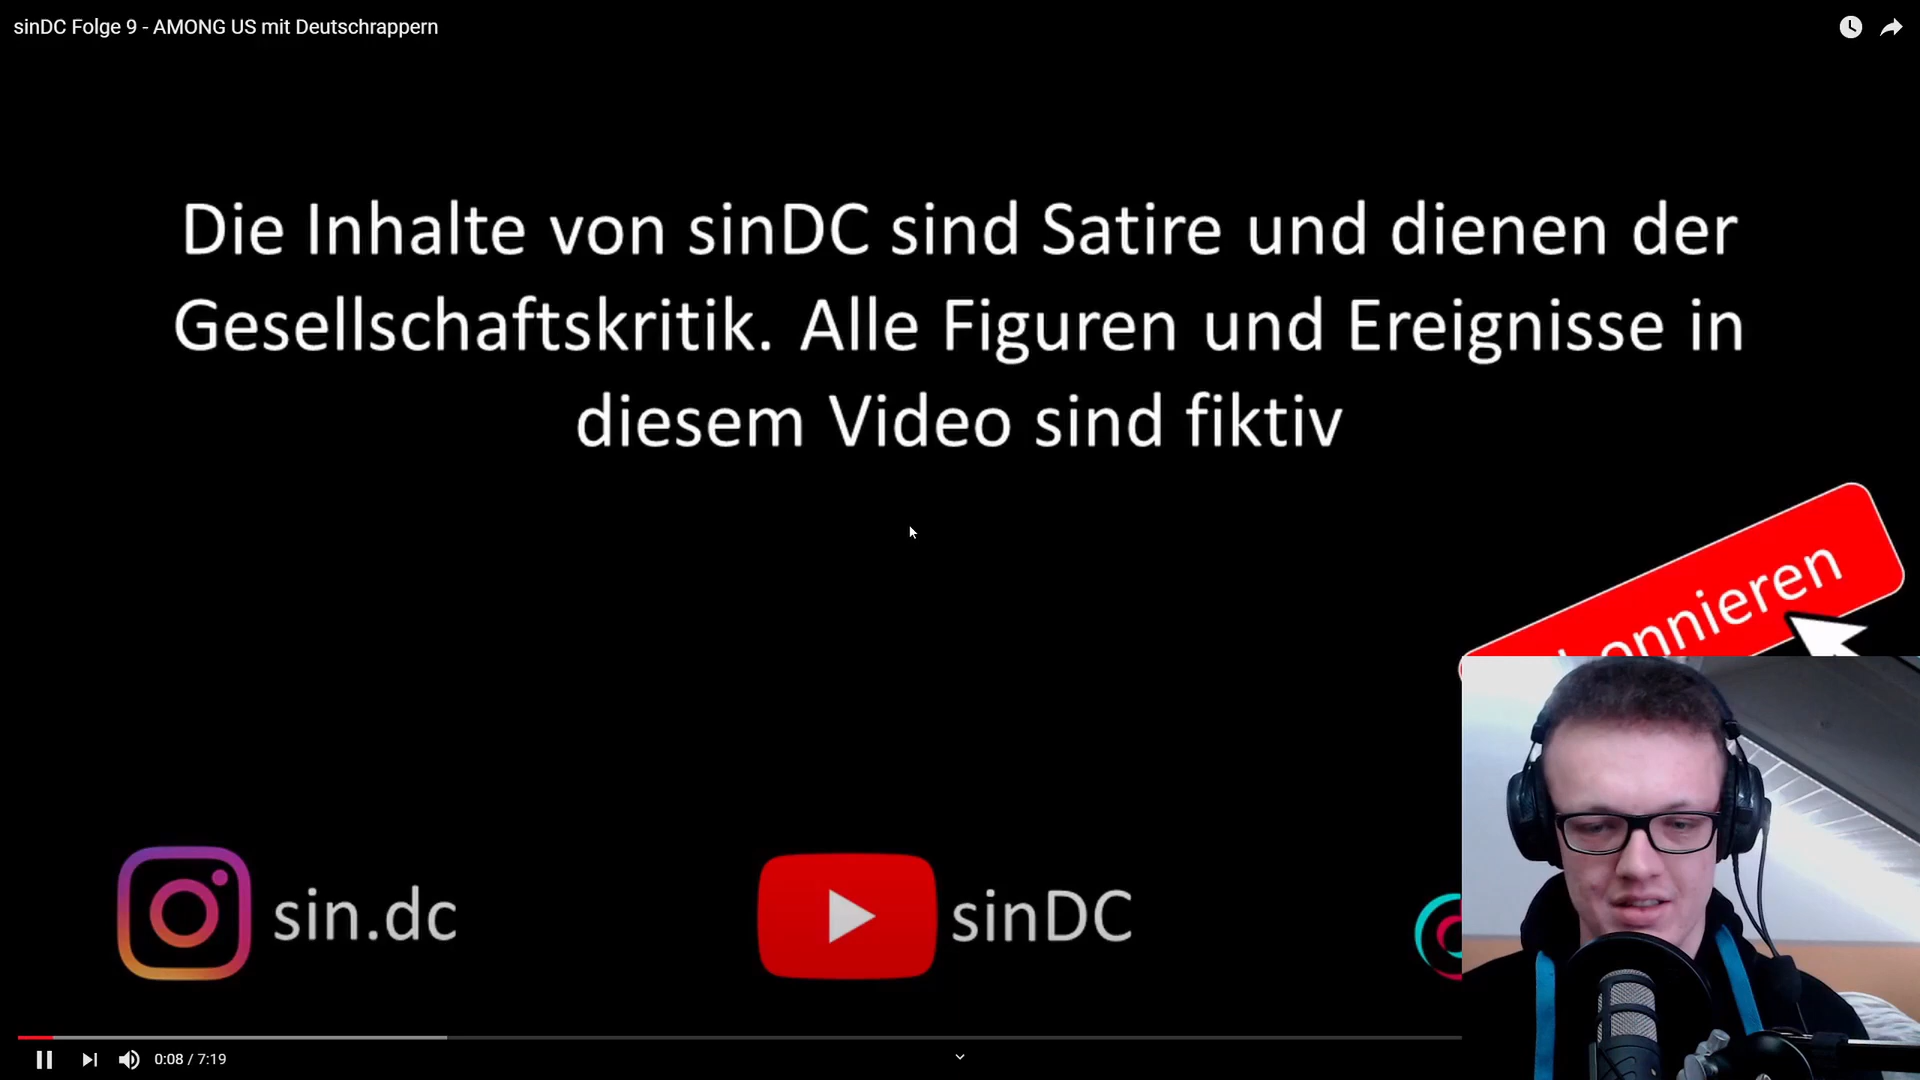 sinDC Folge 9 - AMONG US mit Deutschrappern
Die Inhalte von sinDC sind Satire und dienen der
Gesellschaftskritik. Alle Figuren und Ereignisse in
diesem Video sind fiktiv
onnieren
sin.dc
sinDC
0:08 / 7:19